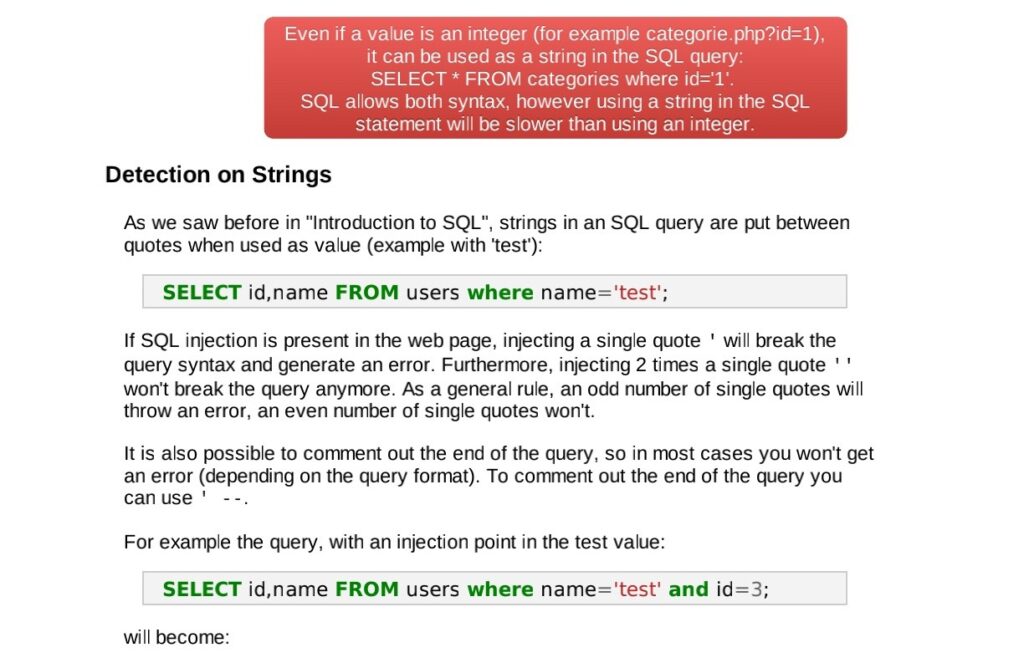 Even if a value is an integer (for example categorie.php?id=1),
it can be used as a string in the SQL query:
SELECT * FROM categories where id='1'.
SQL allows both syntax, however using a string in the SQL
statement will be slower than using an integer.
Detection on Strings
As we saw before in "Introduction to SQL", strings in an SQL query are put between
quotes when used as value (example with 'test'):
SELECT id,name FROM users where name='test';
If SQL injection is present in the web page, injecting a single quote ' will break the
query syntax and generate an error. Furthermore, injecting 2 times a single quote ''
won't break the query anymore. As a general rule, an odd number of single quotes will
throw an error, an even number of single quotes won't.
It is also possible to comment out the end of the query, so in most cases you won't get
an error (depending on the query format). To comment out the end of the query you
can use ' --.
For example the query, with an injection point in the test value:
SELECT id,name FROM users where name='test' and id=3;
will become: